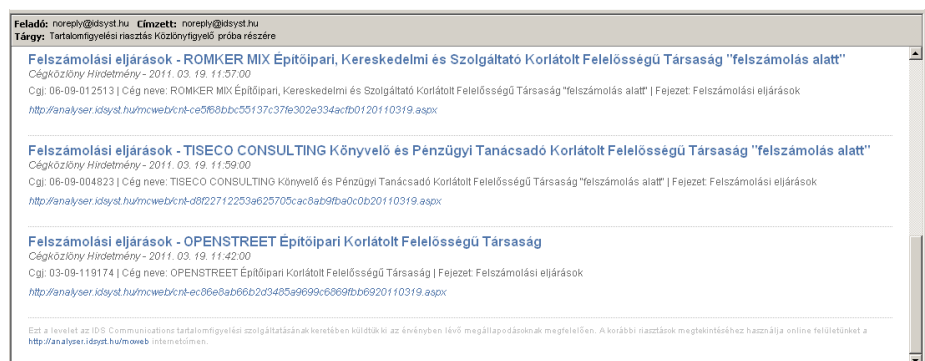 Feladó: noreply@idsyst.hu Címzett: noreply@idsyst.hu
Tárgy: Tartalomfigyelési riasztás Közlönyfigyelő próba részére
Felszámolási eljárások - ROMKER MIX Építőipari, Kereskedelmi és Szolgáltató Korlátolt Felelősségű Társaság "felszámolás alatt"
Cégközlöny Hirdetmény - 2011. 03. 19. 11:57:00
Cgj: 06-09-012513 | Cég neve: ROMKER MIX Építőipari, Kereskedelmi és Szolgáltató Korlátolt Felelősségű Társaság "felszámolás alatt" | Fejezet: Felszámolási eljárások
http://analyser.idsyst.hu/mcweb/cnt-ce5f68bbc55137c37fe302e334acfb0120110319.aspx
Felszámolási eljárások - TISECO CONSULTING Könyvelő és Pénzügyi Tanácsadó Korlátolt Felelősségű Társaság "felszámolás alatt"
Cégközlöny Hirdetmény - 2011. 03. 19. 11:59:00
Cgj: 06-09-004823 | Cég neve: TISECO CONSULTING Könyvelő és Pénzügyi Tanácsadó Korlátolt Felelősségű Társaság "felszámolás alatt" | Fejezet: Felszámolási eljárások
http://analyser.idsyst.hu/mcweb/cnt-d8f22712253a625705cac8ab9fba0c0b20110319.aspx
Felszámolási eljárások - OPENSTREET Építőipari Korlátolt Felelősségű Társaság
Cégközlöny Hirdetmény - 2011. 03. 19. 11:42:00
Cgj: 03-09-119174 | Cég neve: OPENSTREET Építőipari Korlátolt Felelősségű Társaság | Fejezet: Felszámolási eljárások
http://analyser.idsyst.hu/mcweb/cnt-ec86e8ab66b2d3485a9699c6869fbb6920110319.aspx
Ezt a levelet az IDS Communications tartalomfigyelési szolgáltatásának keretében küldtük ki az érvényben lévő megállapodásoknak megfelelően. A korábbi riasztások megtekintéséhez használja online felületünket a
http://analyser.idsyst.hu/mcweb internetcímen.